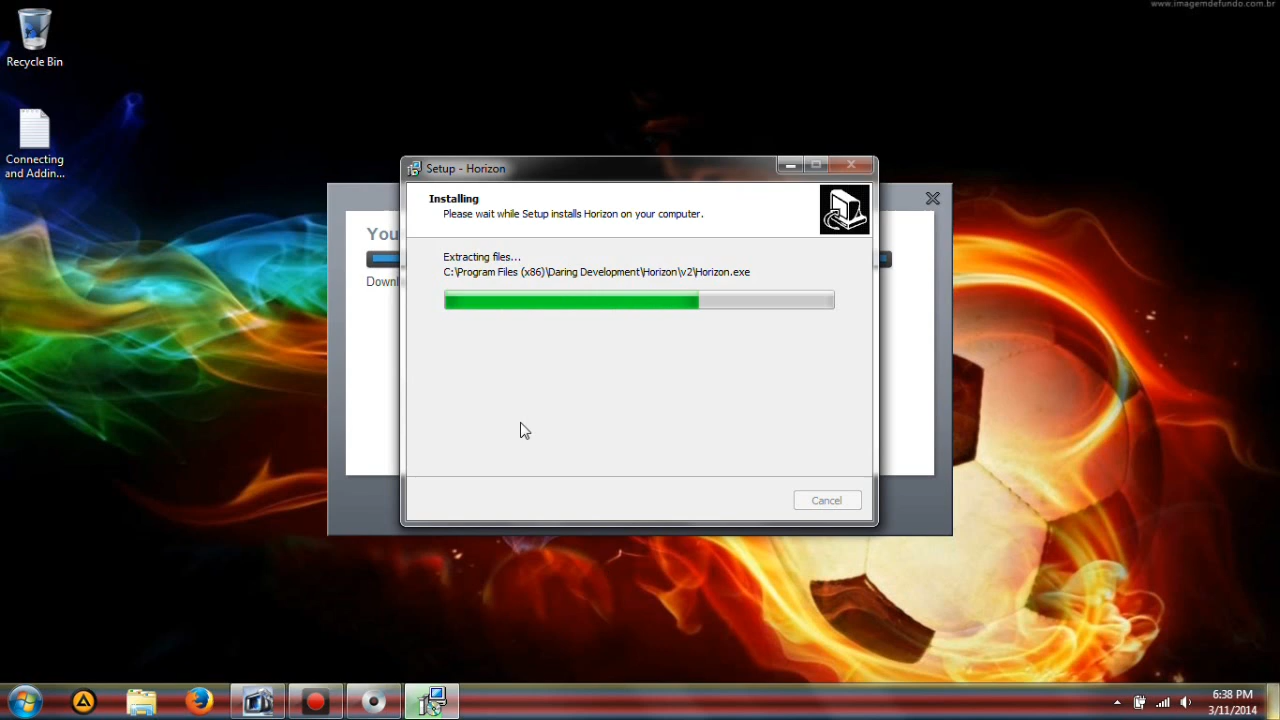 www.imagemdefundo.com.br
Recycle Bin
Connecting
and Addin...
Setup - Horizon
Installing
Please wait while Setup installs Horizon on your computer.
You
Extracting files...
C:\Program Files (x86)\Daring Development\Horizon\v2\Horizon.exe
Downl
Cancel
6:38 PM
3/11/2014